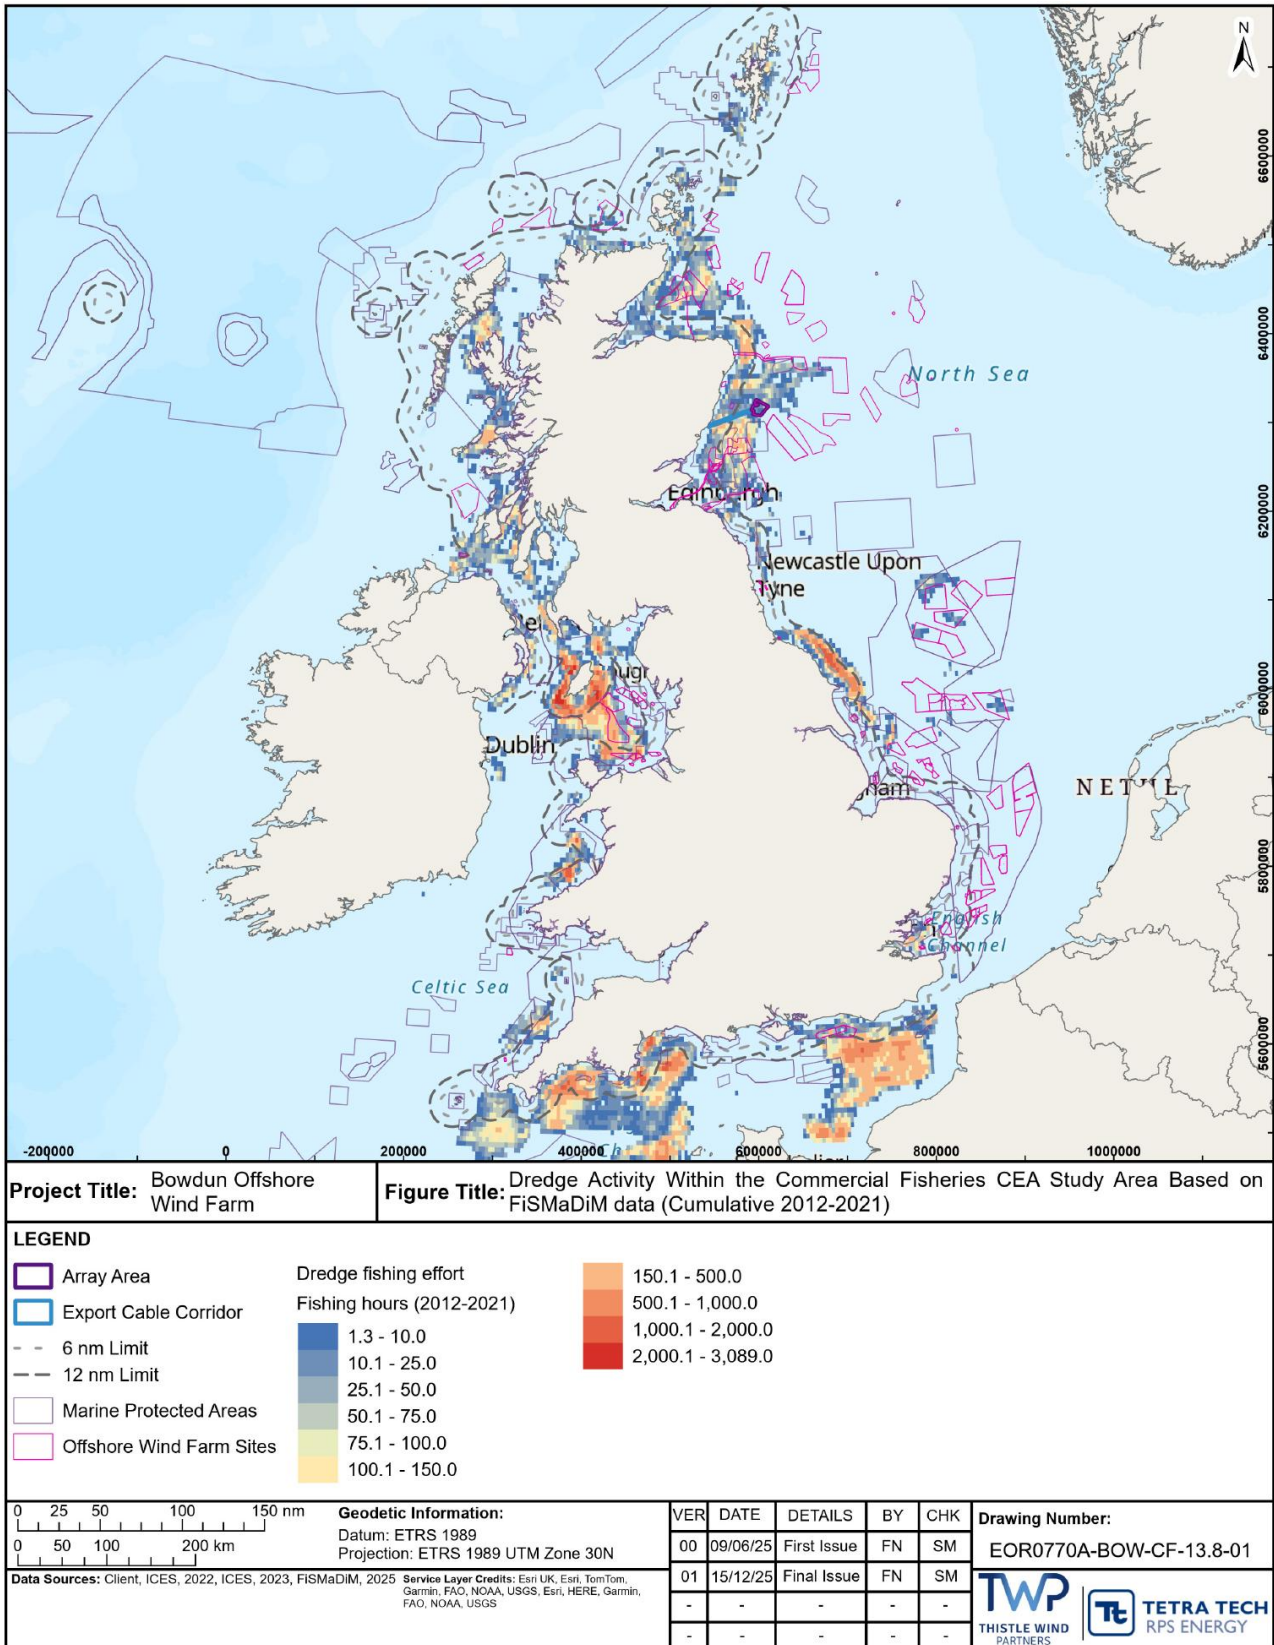 N
6600000
6400000
North Sea
6200000
Newcastle Upon
Tyne
6000000
Dublin
5800000
English
Channel
Celtic Sea
5600000
-200000 0 200000 400000 600000 800000 1000000
Project Title: Bowdun Offshore
Wind Farm
Figure Title: Dredge Activity Within the Commercial Fisheries CEA Study Area Based on
FiSMaDiM data (Cumulative 2012-2021)
LEGEND
Array Area
Export Cable Corridor
6 nm Limit
12 nm Limit
Marine Protected Areas
Offshore Wind Farm Sites
Dredge fishing effort
Fishing hours (2012-2021)
1.3 - 10.0
10.1 - 25.0
25.1 - 50.0
50.1 - 75.0
75.1 - 100.0
100.1 - 150.0
150.1 - 500.0
500.1 - 1,000.0
1,000.1 - 2,000.0
2,000.1 - 3,089.0
0 25 50 100 150 nm
0 50 100 200 km
Geodetic Information:
Datum: ETRS 1989
Projection: ETRS 1989 UTM Zone 30N
Data Sources: Client, ICES, 2022, ICES, 2023, FiSMaDiM, 2025
Service Layer Credits: Esri UK, Esri, TomTom,
Garmin, FAO, NOAA, USGS, Esri, HERE, Garmin,
FAO, NOAA, USGS
VER DATE DETAILS BY CHK
00 09/06/25 First Issue FN SM
01 15/12/25 Final Issue FN SM
- - - - -
- - - - -
Drawing Number:
EOR0770A-BOW-CF-13.8-01
TWP
THISTLE WIND
PARTNERS
Tt
TETRA TECH
RPS ENERGY